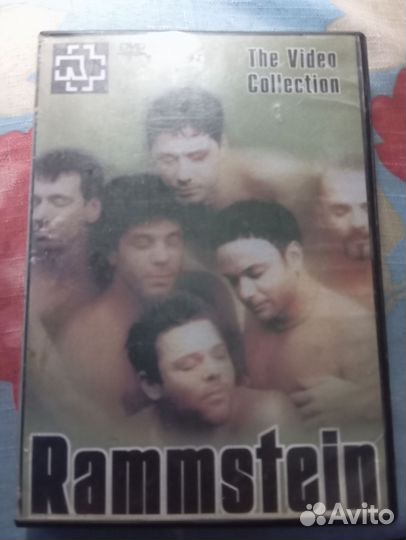 DVD
The Video
Collection
Rammstein
Avito